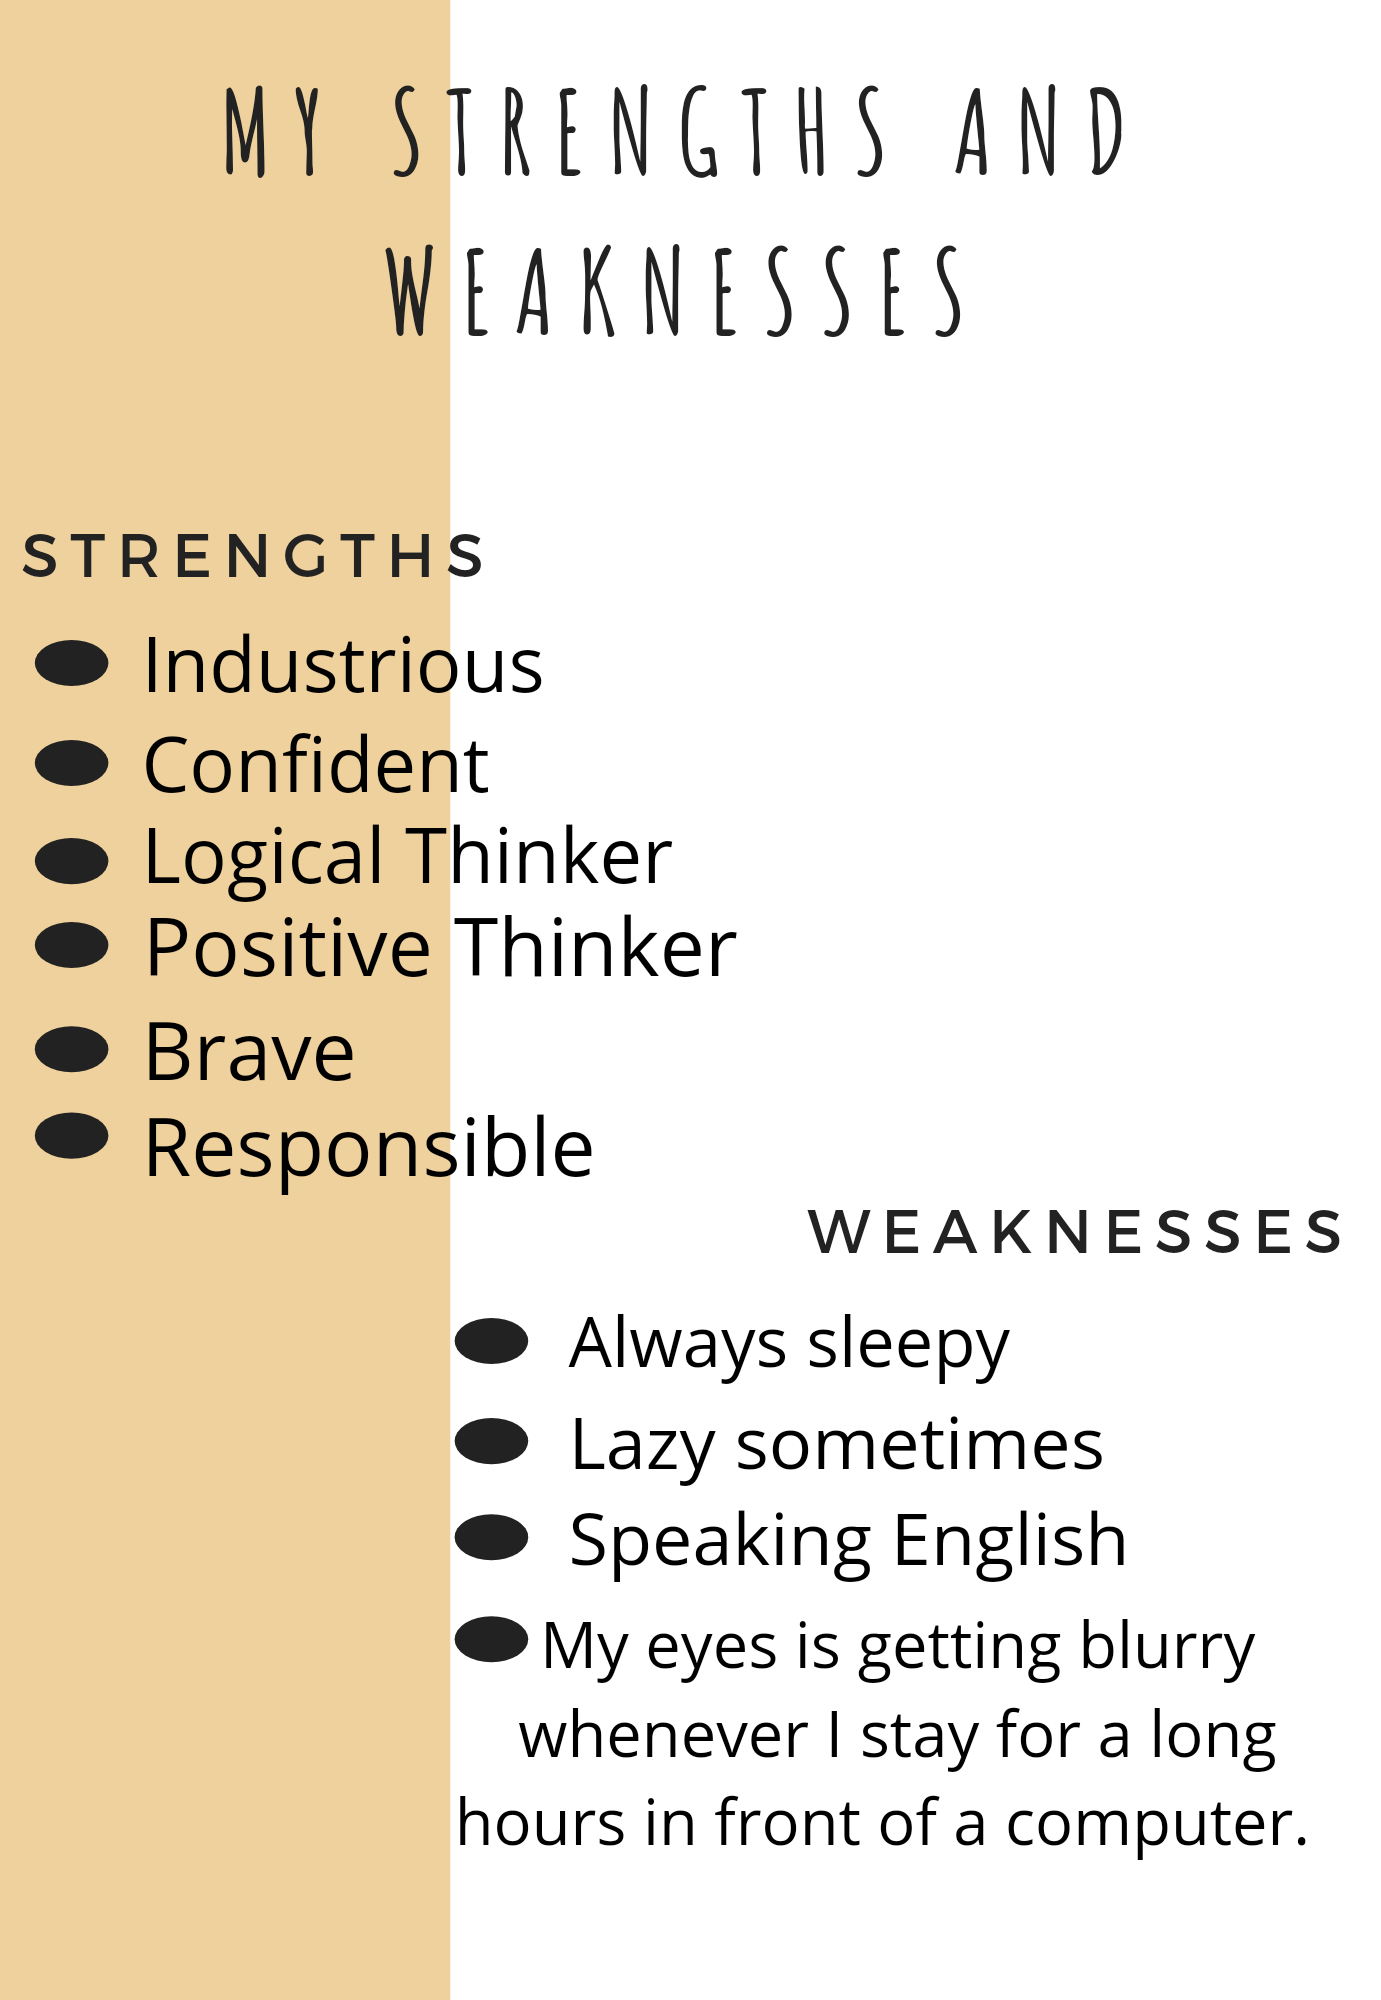 MY STRENGTHS AND
WEAKNESSES
STRENGTHS
Industrious
Confident
Logical Thinker
Positive Thinker
Brave
Responsible
WEAKNESSES
Always sleepy
Lazy sometimes
Speaking English
My eyes is getting blurry
whenever I stay for a long
hours in front of a computer.